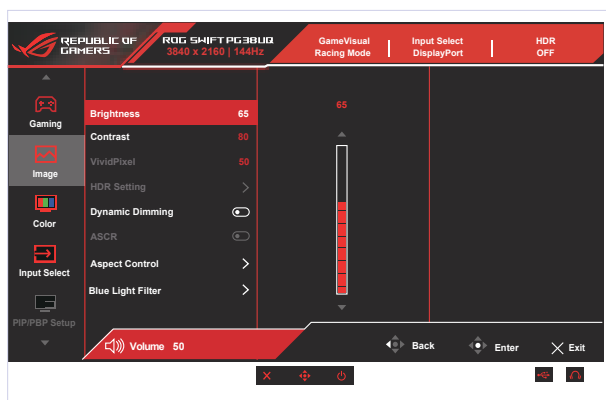 REPUBLIC OF
GAMERS
ROG SWIFT PG38UQ
3840 x 2160 | 144Hz
GameVisual
Racing Mode
Input Select
DisplayPort
HDR
OFF
Gaming
Image
Color
Input Select
PIP/PBP Setup
Brightness 65
Contrast 80
VividPixel 50
HDR Setting
Dynamic Dimming
ASCR
Aspect Control
Blue Light Filter
65
Volume 50
Back
Enter
Exit